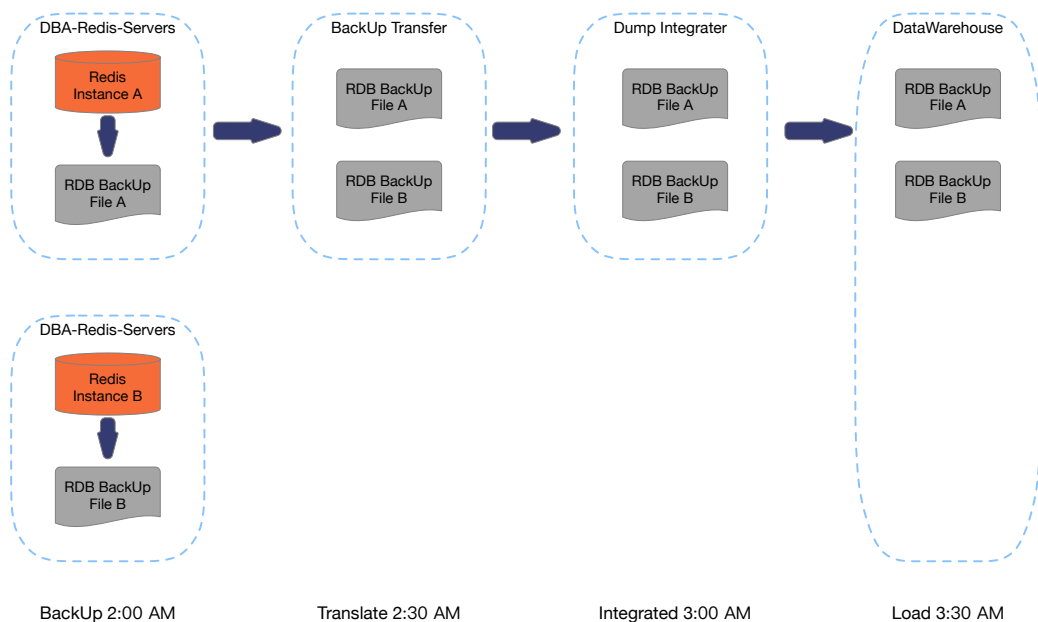 DBA-Redis-Servers
Redis
Instance A
RDB BackUp
File A
BackUp Transfer
RDB BackUp
File A
RDB BackUp
File B
Dump Integrater
RDB BackUp
File A
RDB BackUp
File B
DataWarehouse
RDB BackUp
File A
RDB BackUp
File B
DBA-Redis-Servers
Redis
Instance B
RDB BackUp
File B
BackUp 2:00 AM
Translate 2:30 AM
Integrated 3:00 AM
Load 3:30 AM